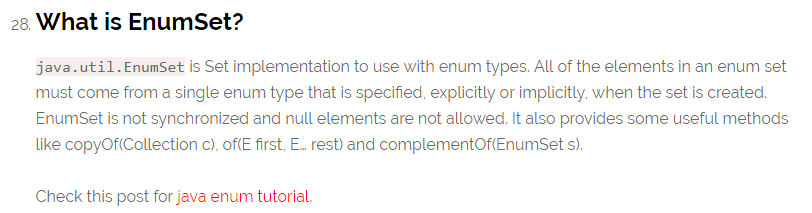 28. What is EnumSet?
java.util.EnumSet is Set implementation to use with enum types. All of the elements in an enum set
must come from a single enum type that is specified, explicitly or implicitly, when the set is created.
EnumSet is not synchronized and null elements are not allowed. It also provides some useful methods
like copyOf(Collection c), of(E first, E… rest) and complementOf(EnumSet s).
Check this post for java enum tutorial.